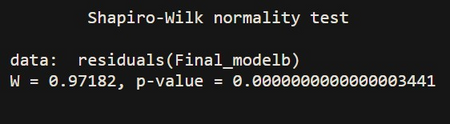 Shapiro-Wilk normality test
data:  residuals(Final_modelb)
W = 0.97182, p-value = 0.0000000000000003441